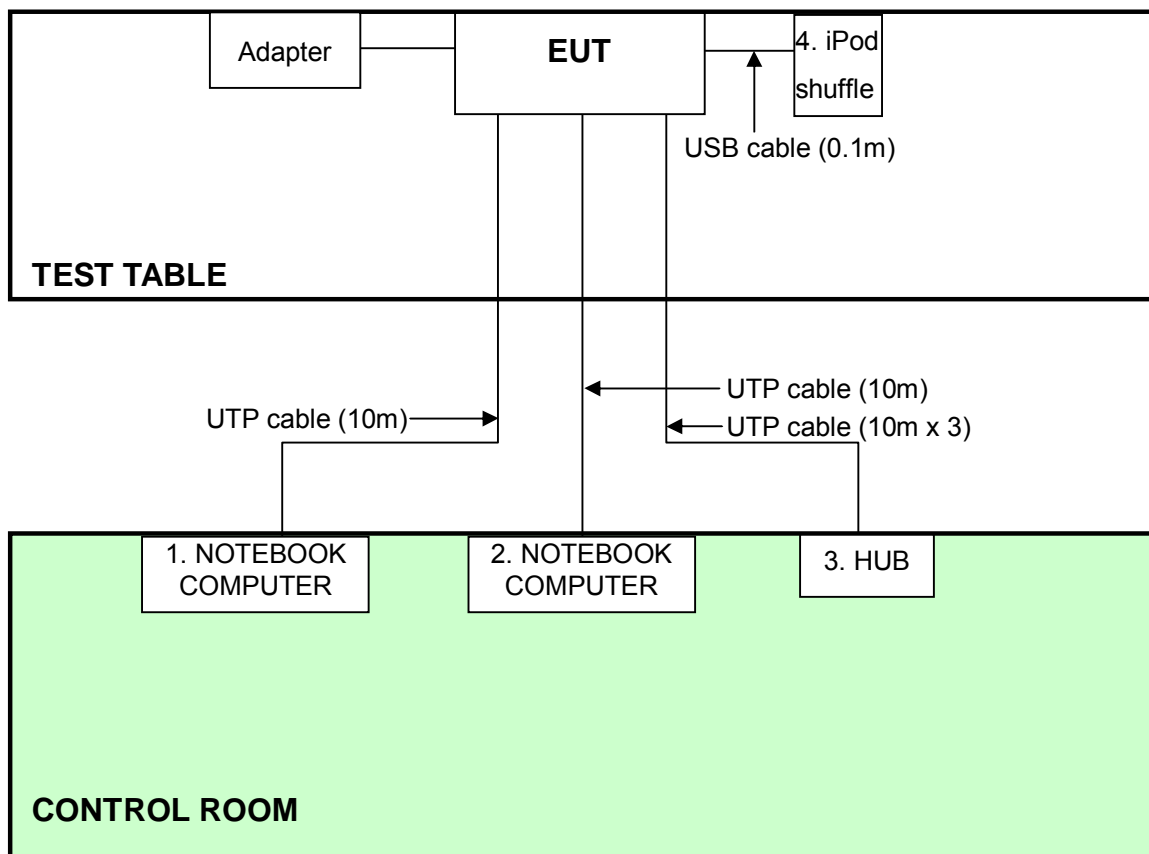 Adapter
EUT
4. iPod
shuffle
USB cable (0.1m)
TEST TABLE
UTP cable (10m)
UTP cable (10m)
UTP cable (10m x 3)
1. NOTEBOOK
COMPUTER
2. NOTEBOOK
COMPUTER
3. HUB
CONTROL ROOM